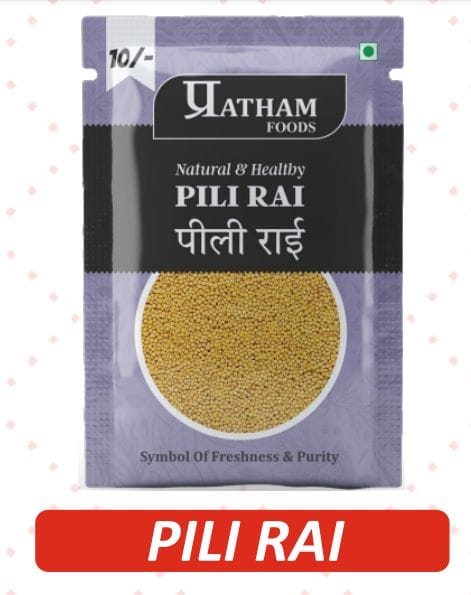 10/-
प्रATHAM
FOODS
Natural & Healthy
PILI RAI
पीली राई
Symbol Of Freshness & Purity
PILI RAI